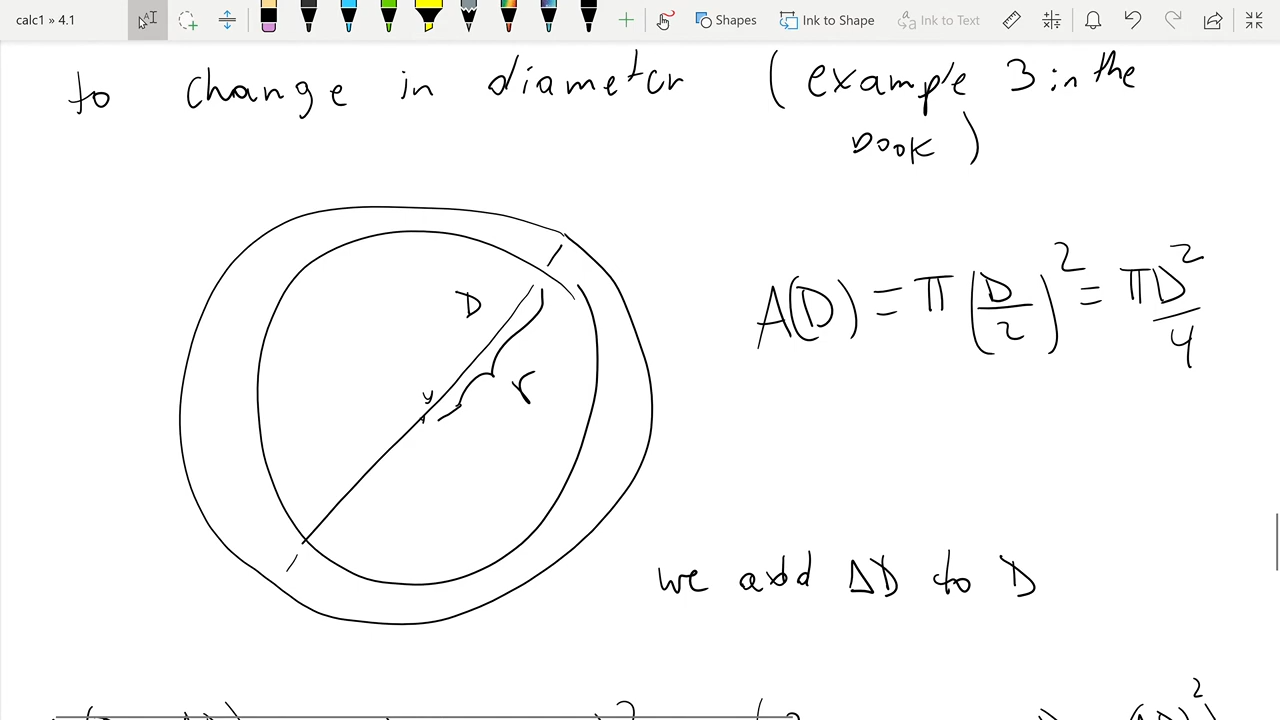 calc1 » 4.1 Shapes Ink to Shape Ink to Text
to change in diameter (example 3 in the
book)
A(D) = π(D/2)² = πD²/4
D
r
we add ΔD to D